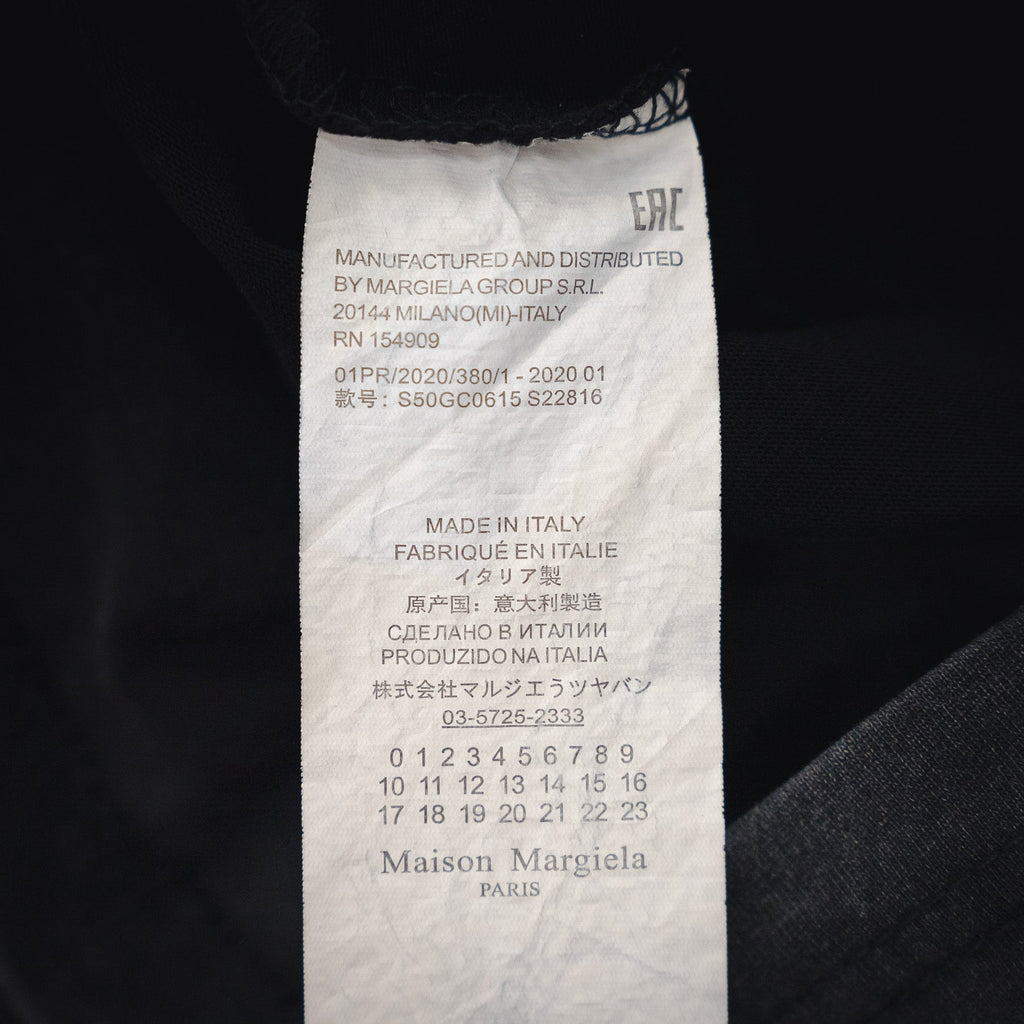 EAC
MANUFACTURED AND DISTRIBUTED
BY MARGIELA GROUP S.R.L.
20144 MILANO(MI)-ITALY
RN 154909
01PR/2020/380/1 - 2020 01
款号: S50GC0615 S22816
MADE IN ITALY
FABRIQUÉ EN ITALIE
イタリア製
原产国: 意大利製造
СДЕЛАНО В ИТАЛИИ
PRODUZIDO NA ITALIA
株式会社マルジエうツヤバン
03-5725-2333
0 1 2 3 4 5 6 7 8 9
10 11 12 13 14 15 16
17 18 19 20 21 22 23
Maison Margiela
PARIS